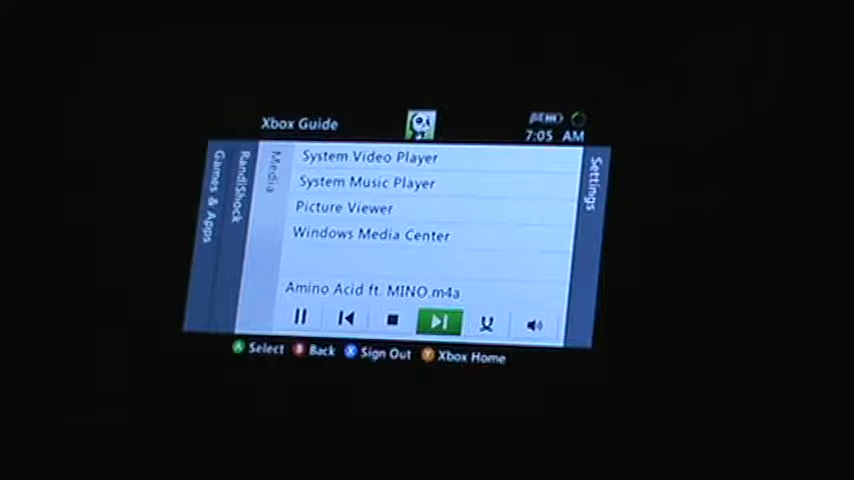 Xbox Guide
7:05 AM
Games & Apps
RandiShock
Media
System Video Player
System Music Player
Picture Viewer
Windows Media Center
Amino Acid ft. MINO.m4a
Settings
A Select B Back X Sign Out Y Xbox Home